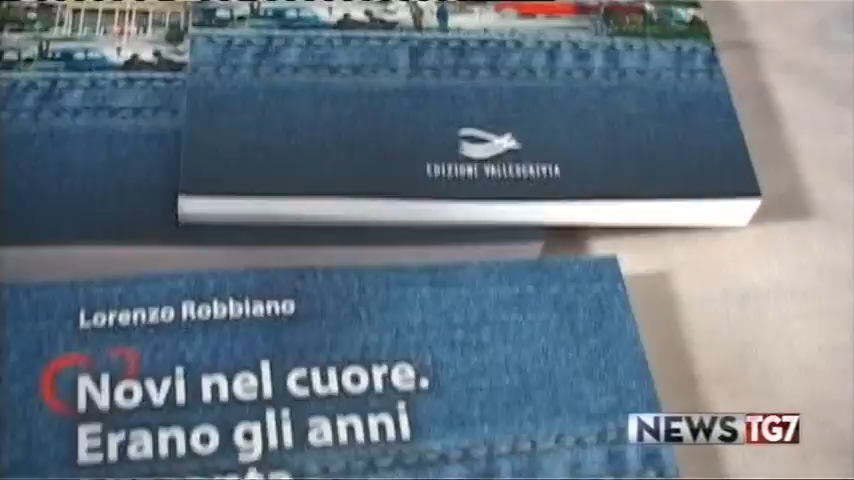 EDIZIONI VALLESCRIVIA
Lorenzo Robbiano
Novi nel cuore.
Erano gli anni
NEWS TG7